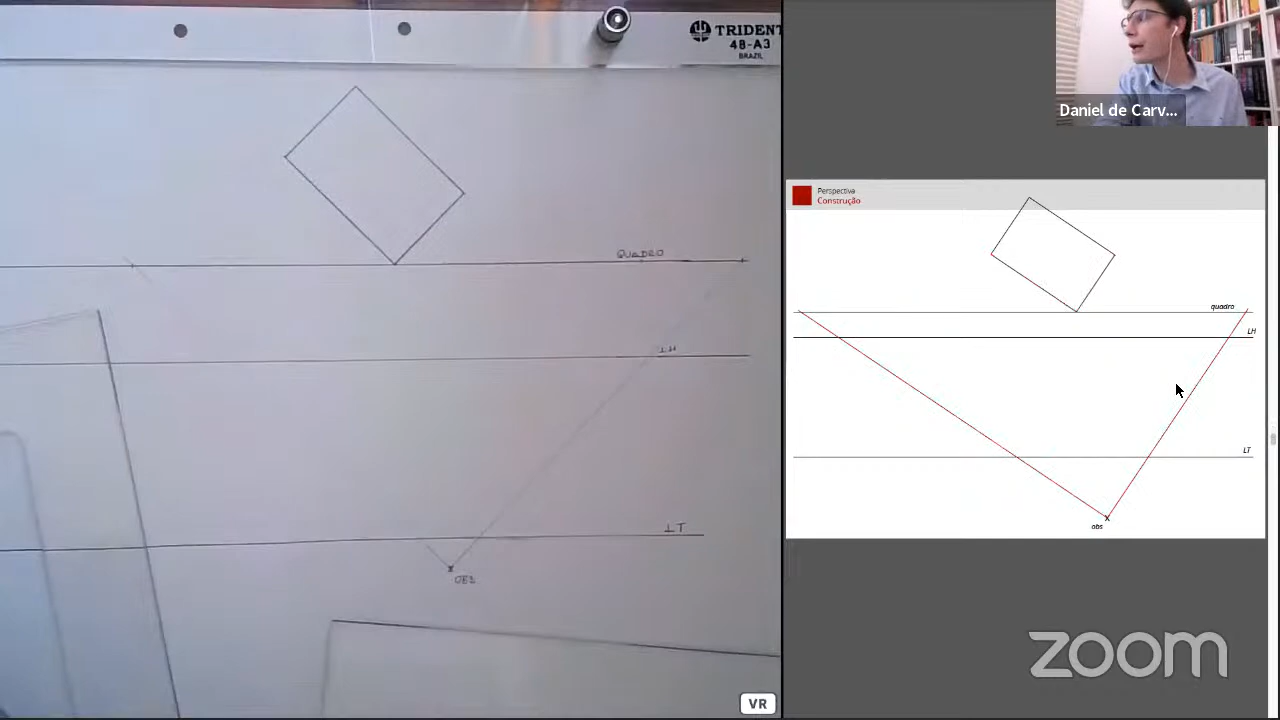 TRIDENT
48-A3
BRAZIL
Daniel de Carv...
QUADRO
LH
LT
OBS
VR
Perspectiva
Construção
quadro
LH
LT
obs
zoom